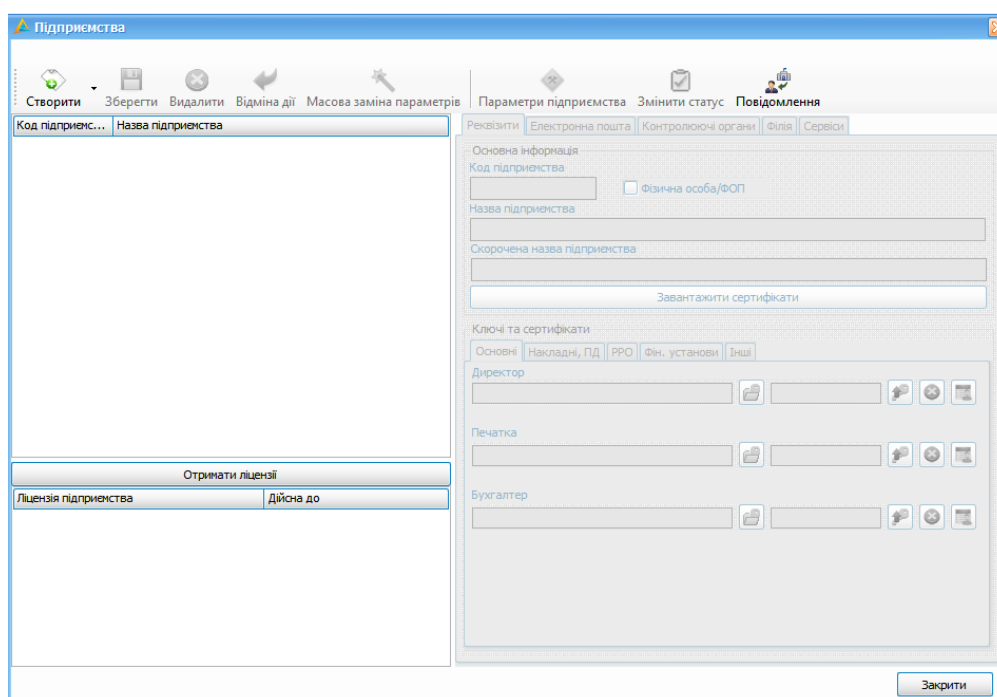 Підприємства
Створити Зберегти Видалити Відміна дії Масова заміна параметрів Параметри підприємства Змінити статус Повідомлення
Код підприємс... Назва підприємства
Реквізити Електронна пошта Контролюючі органи Філія Сервіси
Основна інформація
Код підприємства
Фізична особа/ФОП
Назва підприємства
Скорочена назва підприємства
Завантажити сертифікати
Ключі та сертифікати
Основні Накладні, ПД РРО Фін. установи Інші
Директор
Печатка
Бухгалтер
Отримати ліцензії
Ліцензія підприємства Дійсна до
Закрити